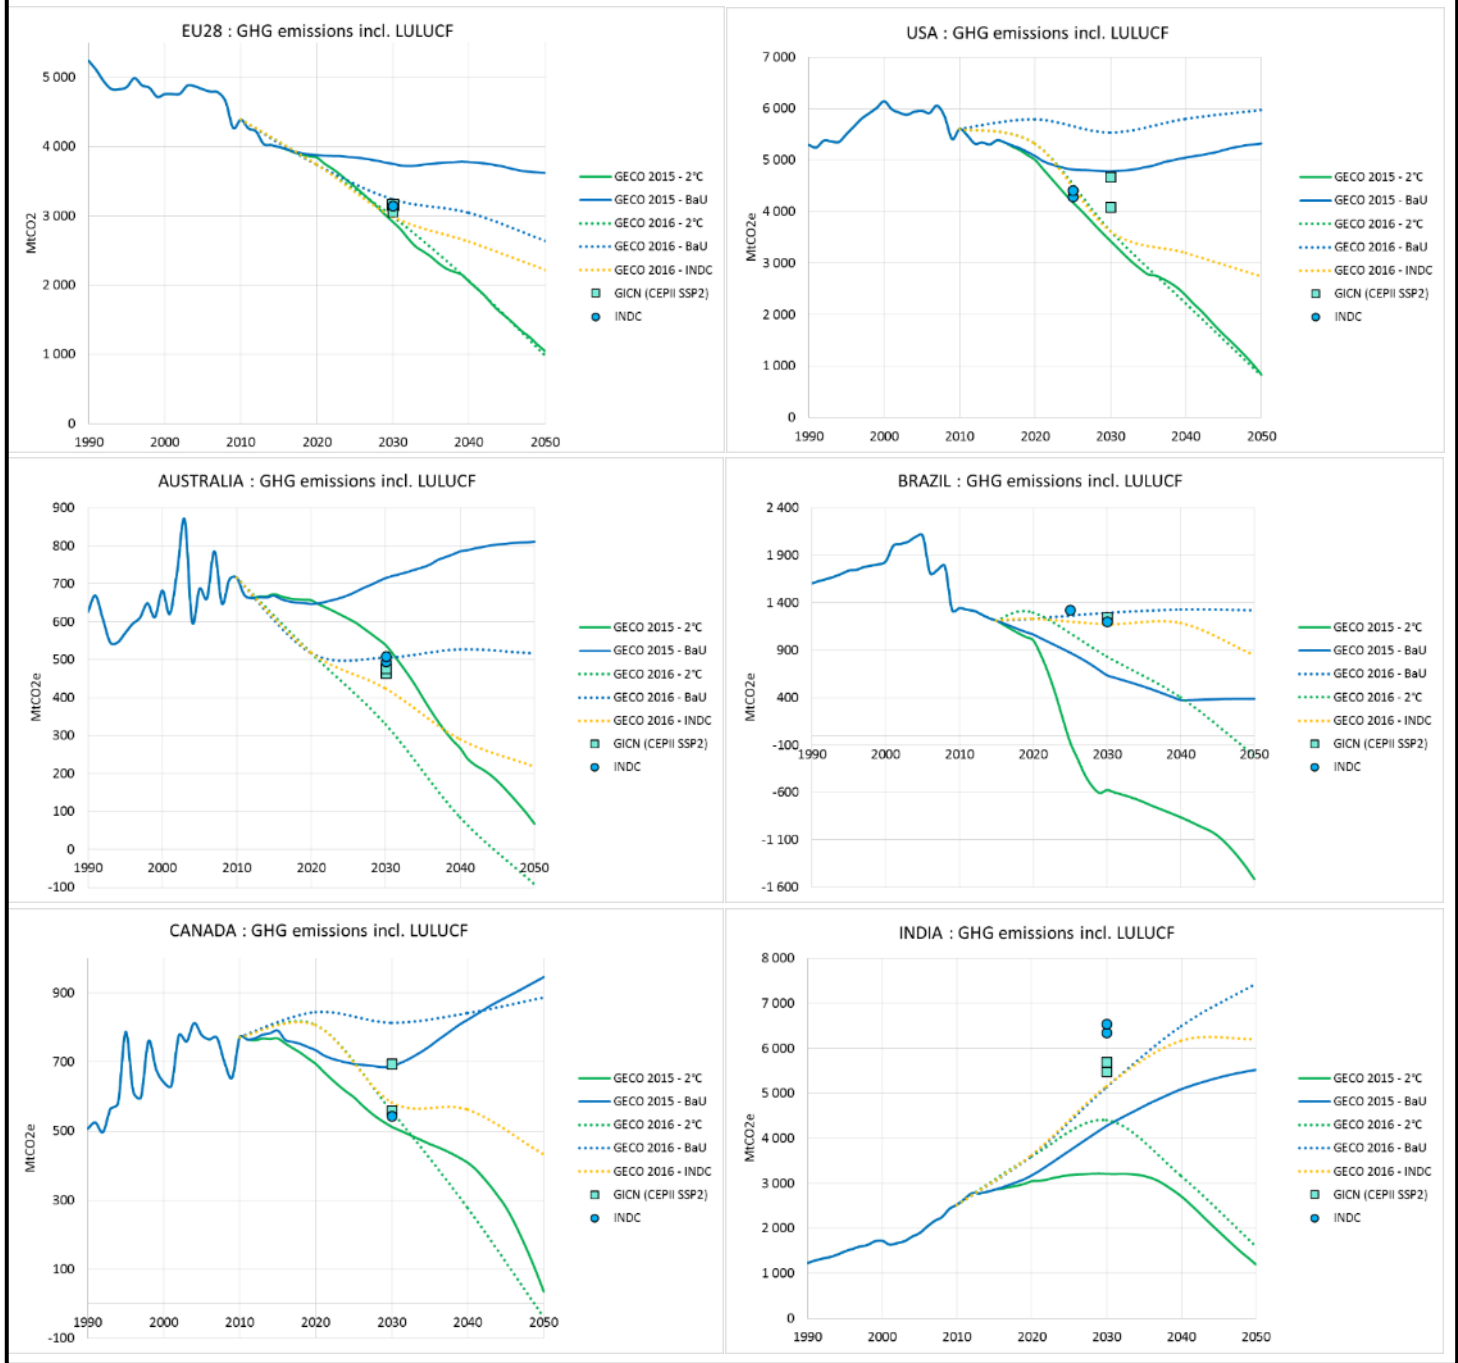 EU28 : GHG emissions incl. LULUCF
5 000
4 000
3 000
2 000
1 000
0
MtCO2
1990 2000 2010 2020 2030 2040 2050
GECO 2015 - 2°C
GECO 2015 - BaU
GECO 2016 - 2°C
GECO 2016 - BaU
GECO 2016 - INDC
GICN (CEPII SSP2)
INDC
USA : GHG emissions incl. LULUCF
7 000
6 000
5 000
4 000
3 000
2 000
1 000
0
MtCO2e
1990 2000 2010 2020 2030 2040 2050
GECO 2015 - 2°C
GECO 2015 - BaU
GECO 2016 - 2°C
GECO 2016 - BaU
GECO 2016 - INDC
GICN (CEPII SSP2)
INDC
AUSTRALIA : GHG emissions incl. LULUCF
900
800
700
600
500
400
300
200
100
0
-100
MtCO2e
1990 2000 2010 2020 2030 2040 2050
GECO 2015 - 2°C
GECO 2015 - BaU
GECO 2016 - 2°C
GECO 2016 - BaU
GECO 2016 - INDC
GICN (CEPII SSP2)
INDC
BRAZIL : GHG emissions incl. LULUCF
2 400
1 900
1 400
900
400
-100
-600
-1 100
-1 600
MtCO2e
1990 2000 2010 2020 2030 2040 2050
GECO 2015 - 2°C
GECO 2015 - BaU
GECO 2016 - BaU
GECO 2016 - 2°C
GECO 2016 - INDC
GICN (CEPII SSP2)
INDC
CANADA : GHG emissions incl. LULUCF
900
700
500
300
100
-100
MtCO2e
1990 2000 2010 2020 2030 2040 2050
GECO 2015 - 2°C
GECO 2015 - BaU
GECO 2016 - 2°C
GECO 2016 - BaU
GECO 2016 - INDC
GICN (CEPII SSP2)
INDC
INDIA : GHG emissions incl. LULUCF
8 000
7 000
6 000
5 000
4 000
3 000
2 000
1 000
0
MtCO2e
1990 2000 2010 2020 2030 2040 2050
GECO 2015 - 2°C
GECO 2015 - BaU
GECO 2016 - 2°C
GECO 2016 - BaU
GECO 2016 - INDC
GICN (CEPII SSP2)
INDC